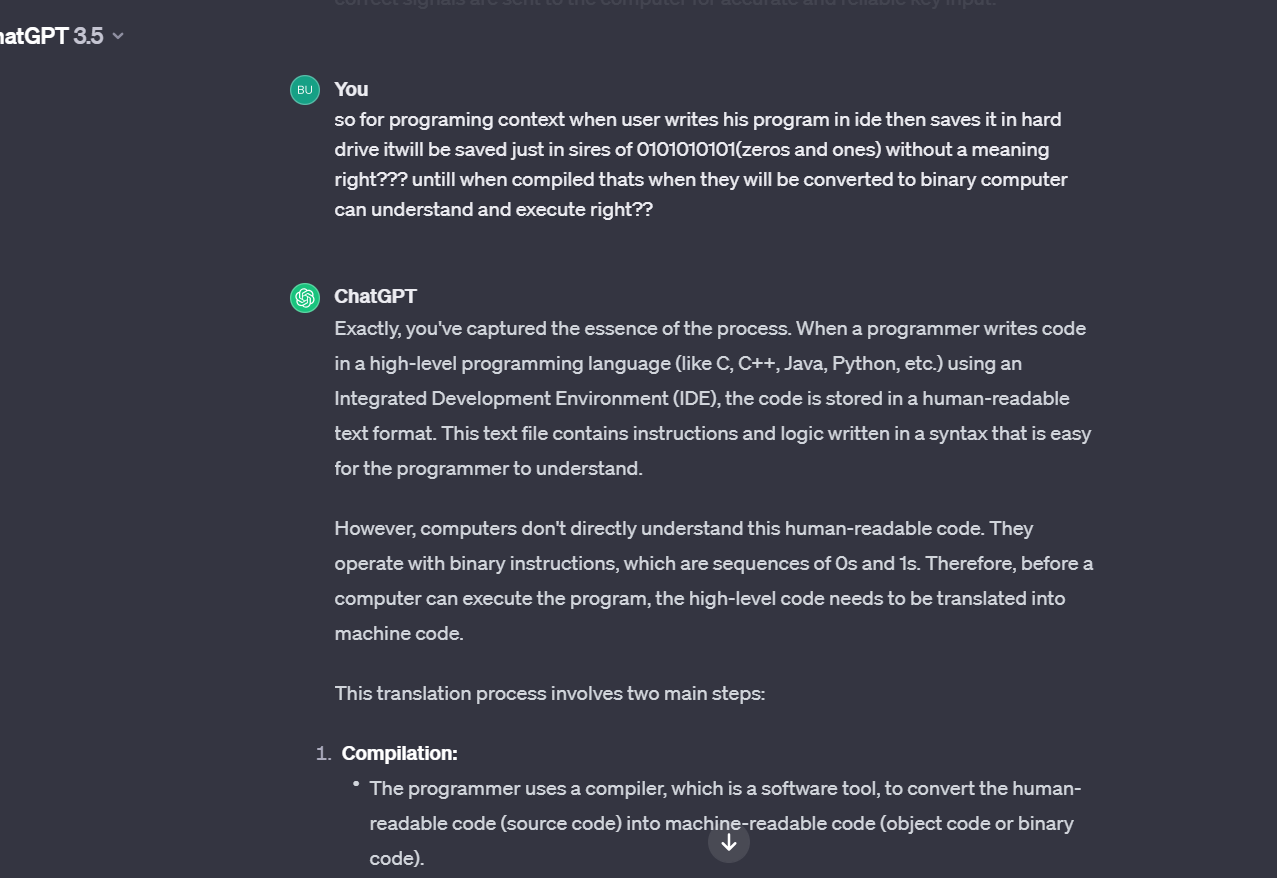 correct signals are sent to the computer for accurate and reliable key input.
hatGPT 3.5
BU
You
so for programing context when user writes his program in ide then saves it in hard
drive itwill be saved just in sires of 0101010101(zeros and ones) without a meaning
right??? untill when compiled thats when they will be converted to binary computer
can understand and execute right??
ChatGPT
Exactly, you've captured the essence of the process. When a programmer writes code
in a high-level programming language (like C, C++, Java, Python, etc.) using an
Integrated Development Environment (IDE), the code is stored in a human-readable
text format. This text file contains instructions and logic written in a syntax that is easy
for the programmer to understand.
However, computers don't directly understand this human-readable code. They
operate with binary instructions, which are sequences of 0s and 1s. Therefore, before a
computer can execute the program, the high-level code needs to be translated into
machine code.
This translation process involves two main steps:
1. Compilation:
• The programmer uses a compiler, which is a software tool, to convert the human-
readable code (source code) into machine-readable code (object code or binary
code).